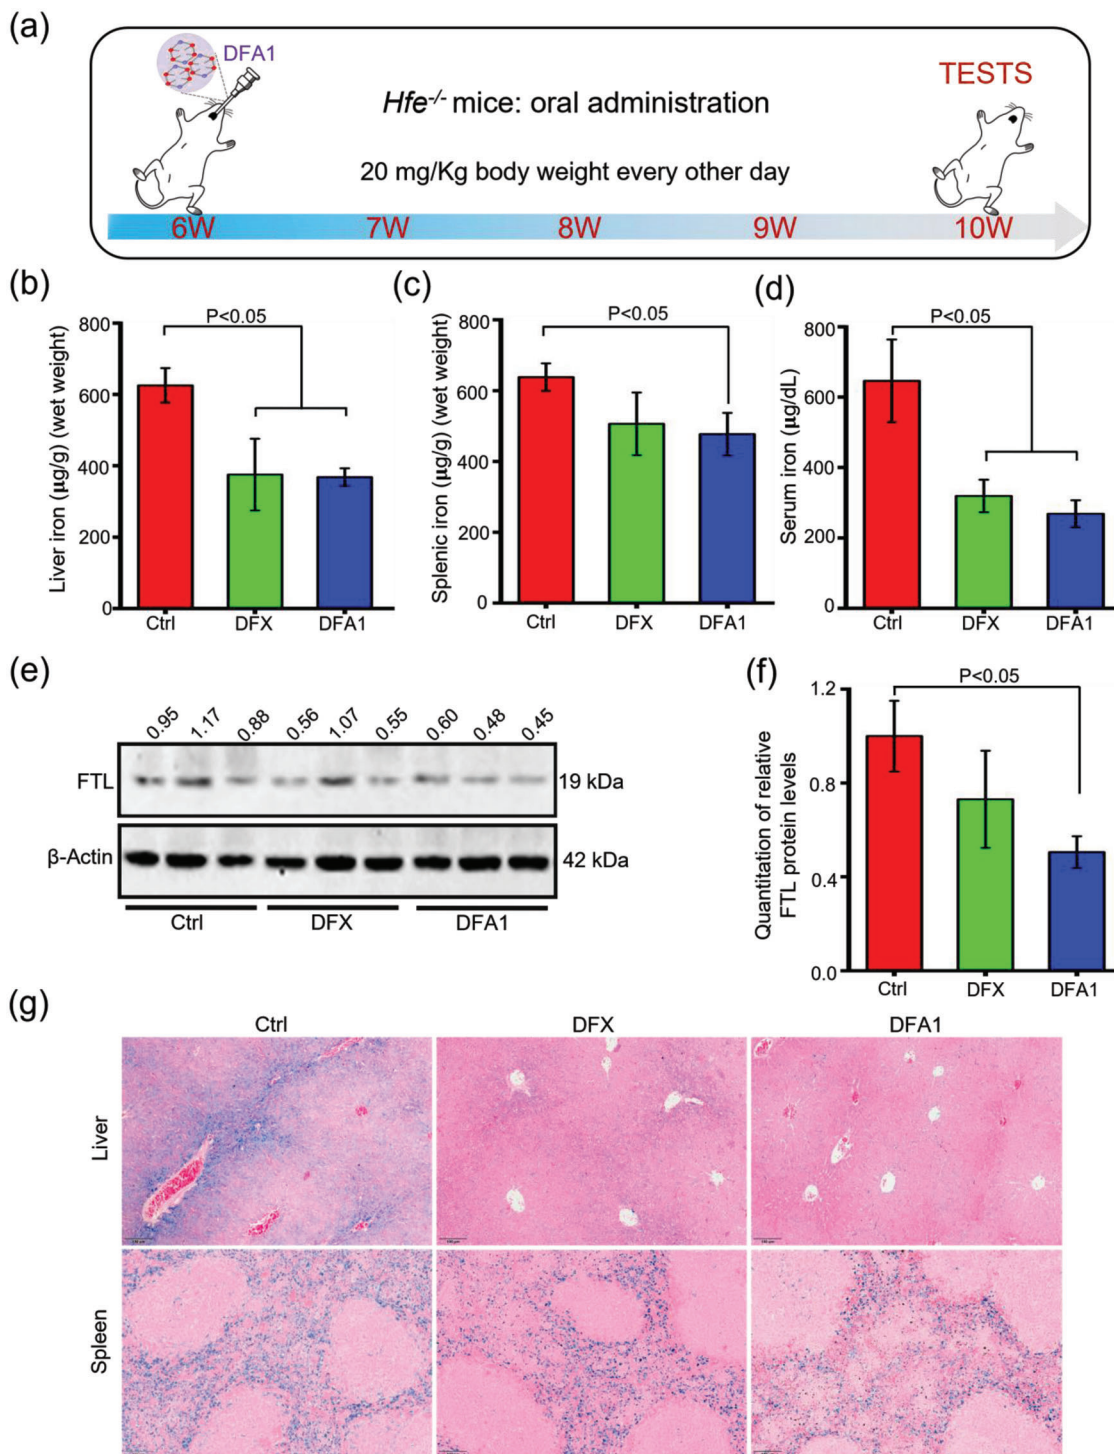 (a)
DFA1
Hfe-/- mice: oral administration
TESTS
20 mg/Kg body weight every other day
6W 7W 8W 9W 10W
(b)
P<0.05
Liver iron (μg/g) (wet weight)
800
600
400
200
0
Ctrl DFX DFA1
(c)
P<0.05
Splenic iron (μg/g) (wet weight)
800
600
400
200
0
Ctrl DFX DFA1
(d)
P<0.05
Serum iron (μg/dL)
800
600
400
200
0
Ctrl DFX DFA1
(e)
0.95 1.17 0.88 0.56 1.07 0.55 0.60 0.48 0.45
FTL 19 kDa
β-Actin 42 kDa
Ctrl DFX DFA1
(f)
P<0.05
Quantitation of relative
FTL protein levels
1.2
0.8
0.4
0.0
Ctrl DFX DFA1
(g)
Ctrl DFX DFA1
Liver
Spleen